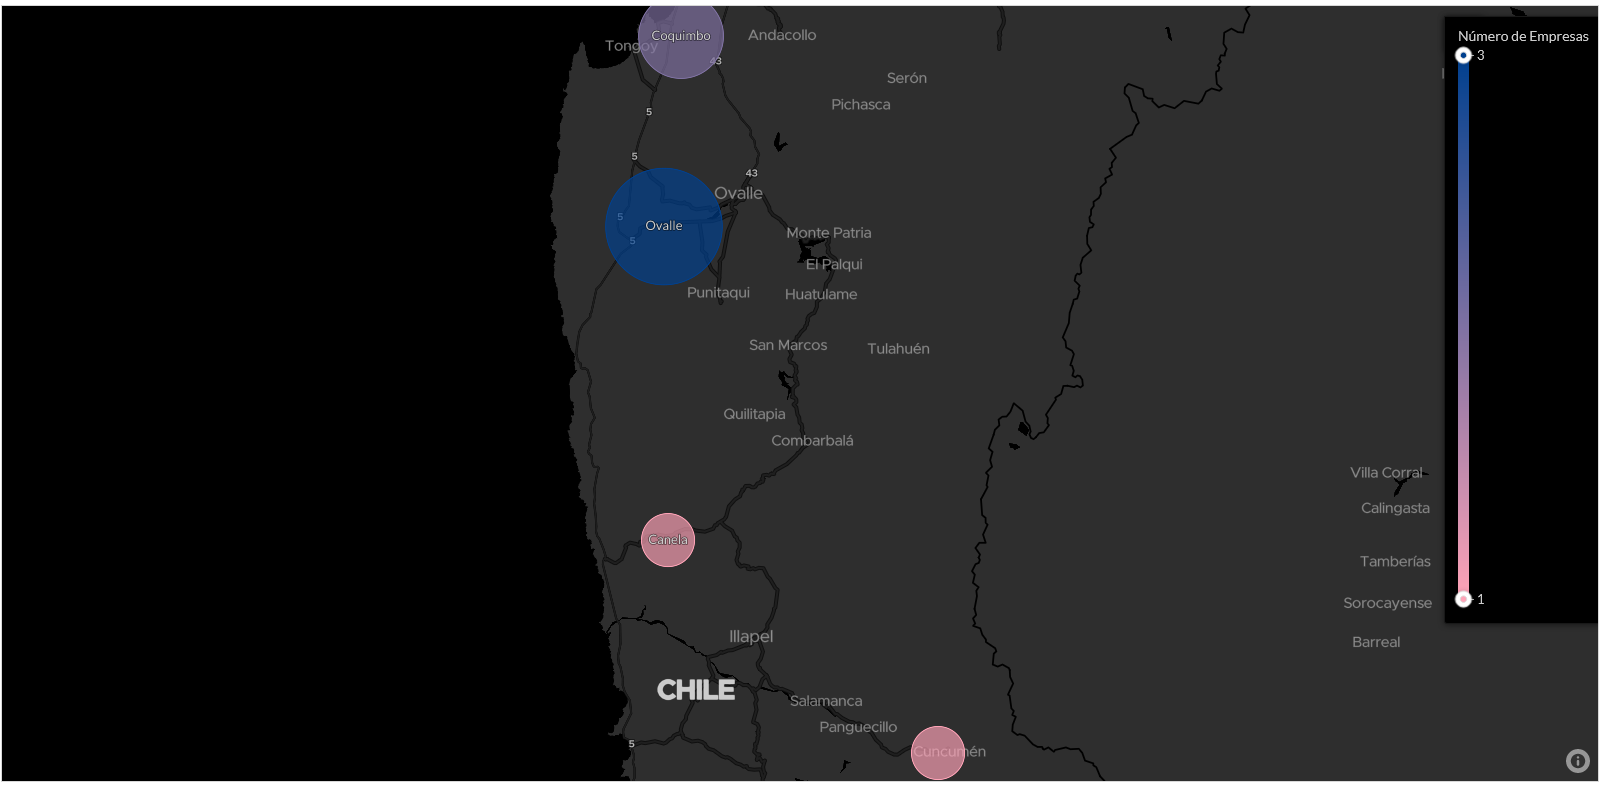 Coquimbo
Andacollo
Número de Empresas
Tongoy
3
43
Serón
Pichasca
5
5
43
Ovalle
5
Ovalle
Monte Patria
5
El Palqui
Punitaqui
Huatulame
San Marcos
Tulahuén
Quilitapia
Combarbalá
Villa Corral
Calingasta
Canela
Tamberías
1
Sorocayense
Illapel
Barreal
CHILE
Salamanca
Panguecillo
5
Cuncumén